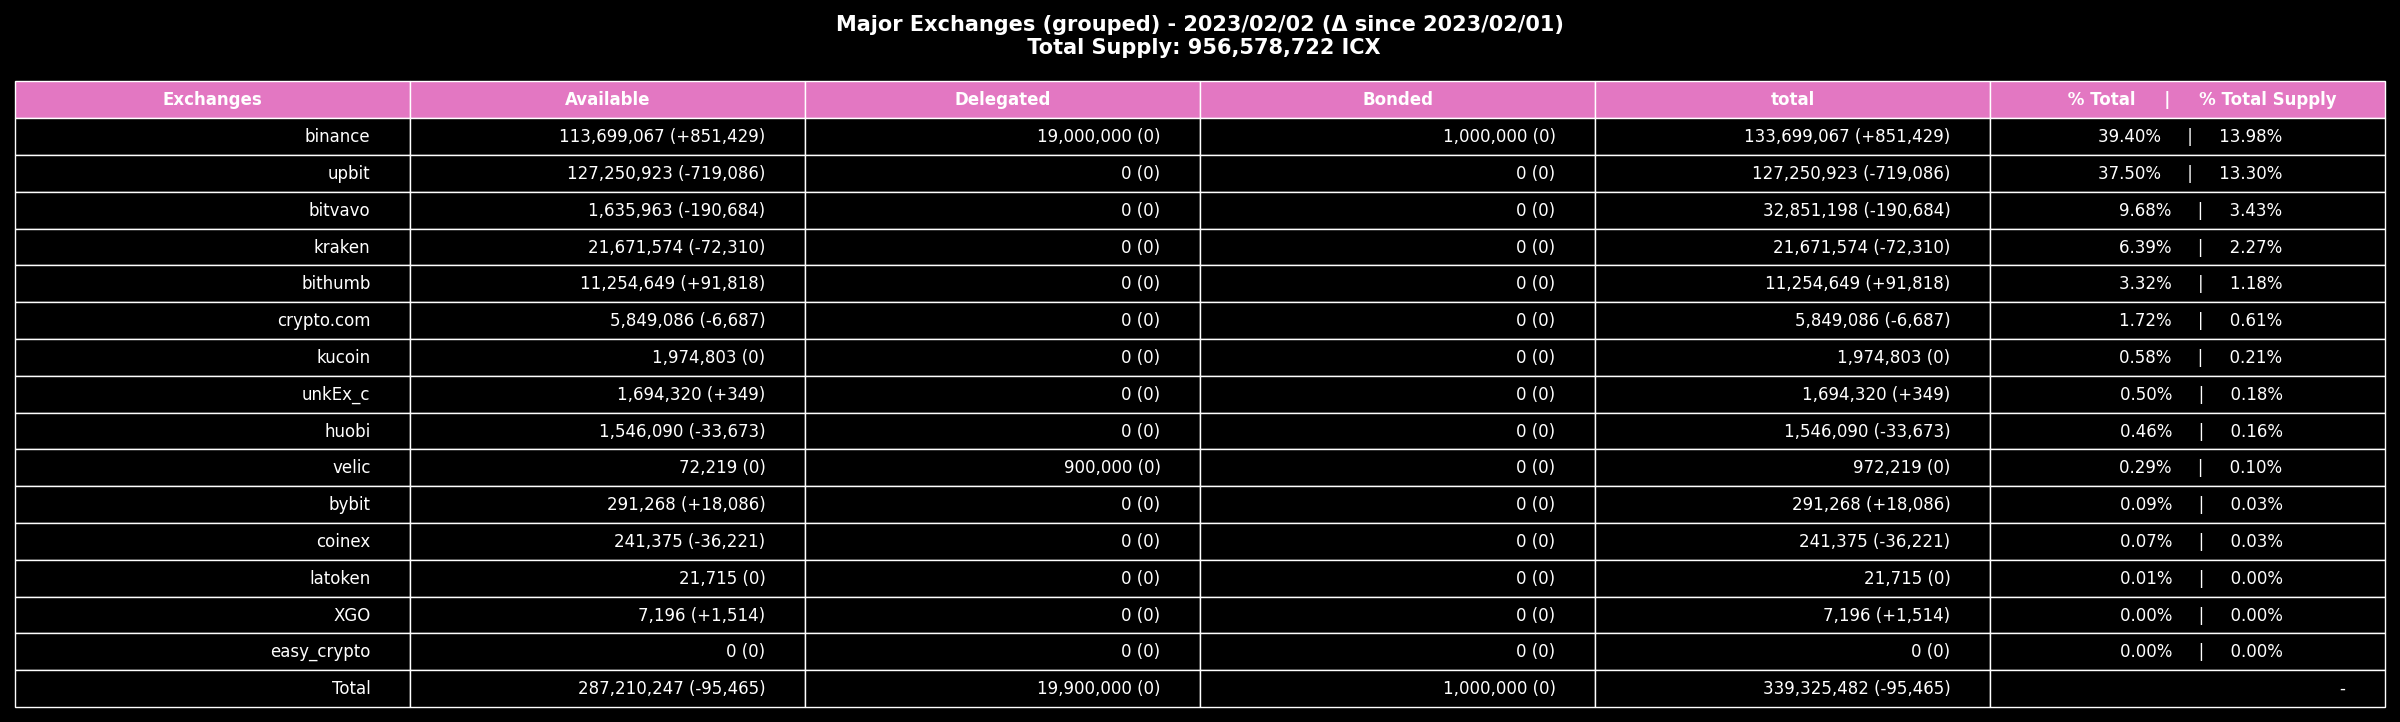 Major Exchanges (grouped) - 2023/02/02 (Δ since 2023/02/01)
Total Supply: 956,578,722 ICX
Exchanges Available Delegated Bonded total % Total | % Total Supply
binance 113,699,067 (+851,429) 19,000,000 (0) 1,000,000 (0) 133,699,067 (+851,429) 39.40% | 13.98%
upbit 127,250,923 (-719,086) 0 (0) 0 (0) 127,250,923 (-719,086) 37.50% | 13.30%
bitvavo 1,635,963 (-190,684) 0 (0) 0 (0) 32,851,198 (-190,684) 9.68% | 3.43%
kraken 21,671,574 (-72,310) 0 (0) 0 (0) 21,671,574 (-72,310) 6.39% | 2.27%
bithumb 11,254,649 (+91,818) 0 (0) 0 (0) 11,254,649 (+91,818) 3.32% | 1.18%
crypto.com 5,849,086 (-6,687) 0 (0) 0 (0) 5,849,086 (-6,687) 1.72% | 0.61%
kucoin 1,974,803 (0) 0 (0) 0 (0) 1,974,803 (0) 0.58% | 0.21%
unkEx_c 1,694,320 (+349) 0 (0) 0 (0) 1,694,320 (+349) 0.50% | 0.18%
huobi 1,546,090 (-33,673) 0 (0) 0 (0) 1,546,090 (-33,673) 0.46% | 0.16%
velic 72,219 (0) 900,000 (0) 0 (0) 972,219 (0) 0.29% | 0.10%
bybit 291,268 (+18,086) 0 (0) 0 (0) 291,268 (+18,086) 0.09% | 0.03%
coinex 241,375 (-36,221) 0 (0) 0 (0) 241,375 (-36,221) 0.07% | 0.03%
latoken 21,715 (0) 0 (0) 0 (0) 21,715 (0) 0.01% | 0.00%
XGO 7,196 (+1,514) 0 (0) 0 (0) 7,196 (+1,514) 0.00% | 0.00%
easy_crypto 0 (0) 0 (0) 0 (0) 0 (0) 0.00% | 0.00%
Total 287,210,247 (-95,465) 19,900,000 (0) 1,000,000 (0) 339,325,482 (-95,465) -